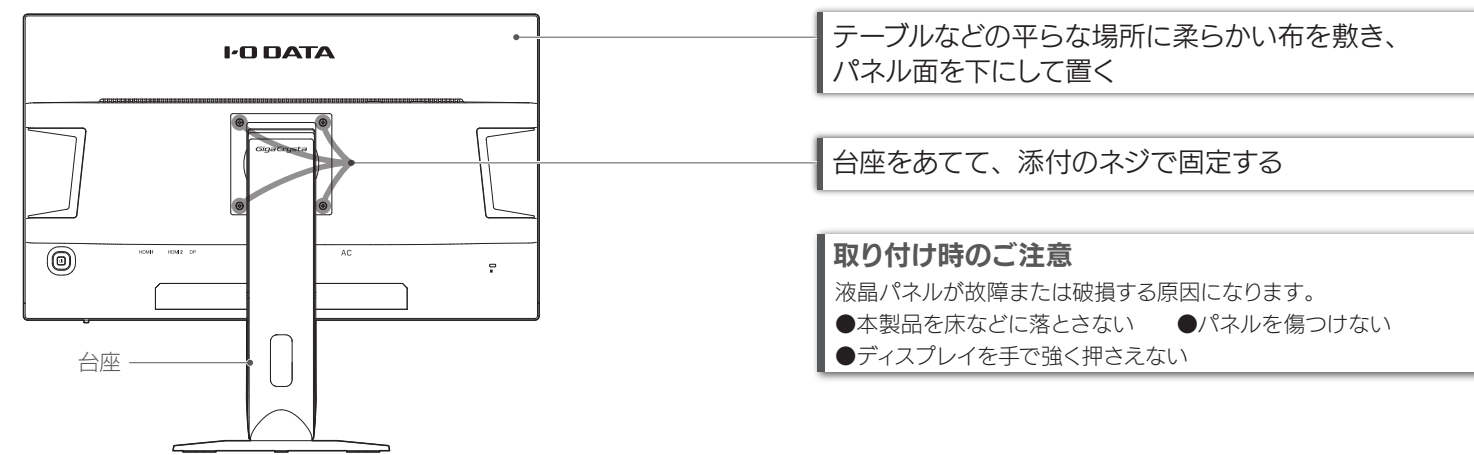 I-O DATA
GigaCrysta
HDMI1 HDMI2 DP
AC
台座
テーブルなどの平らな場所に柔らかい布を敷き、
パネル面を下にして置く
台座をあてて、添付のネジで固定する
取り付け時のご注意
液晶パネルが故障または破損する原因になります。
●本製品を床などに落とさない ●パネルを傷つけない
●ディスプレイを手で強く押さえない